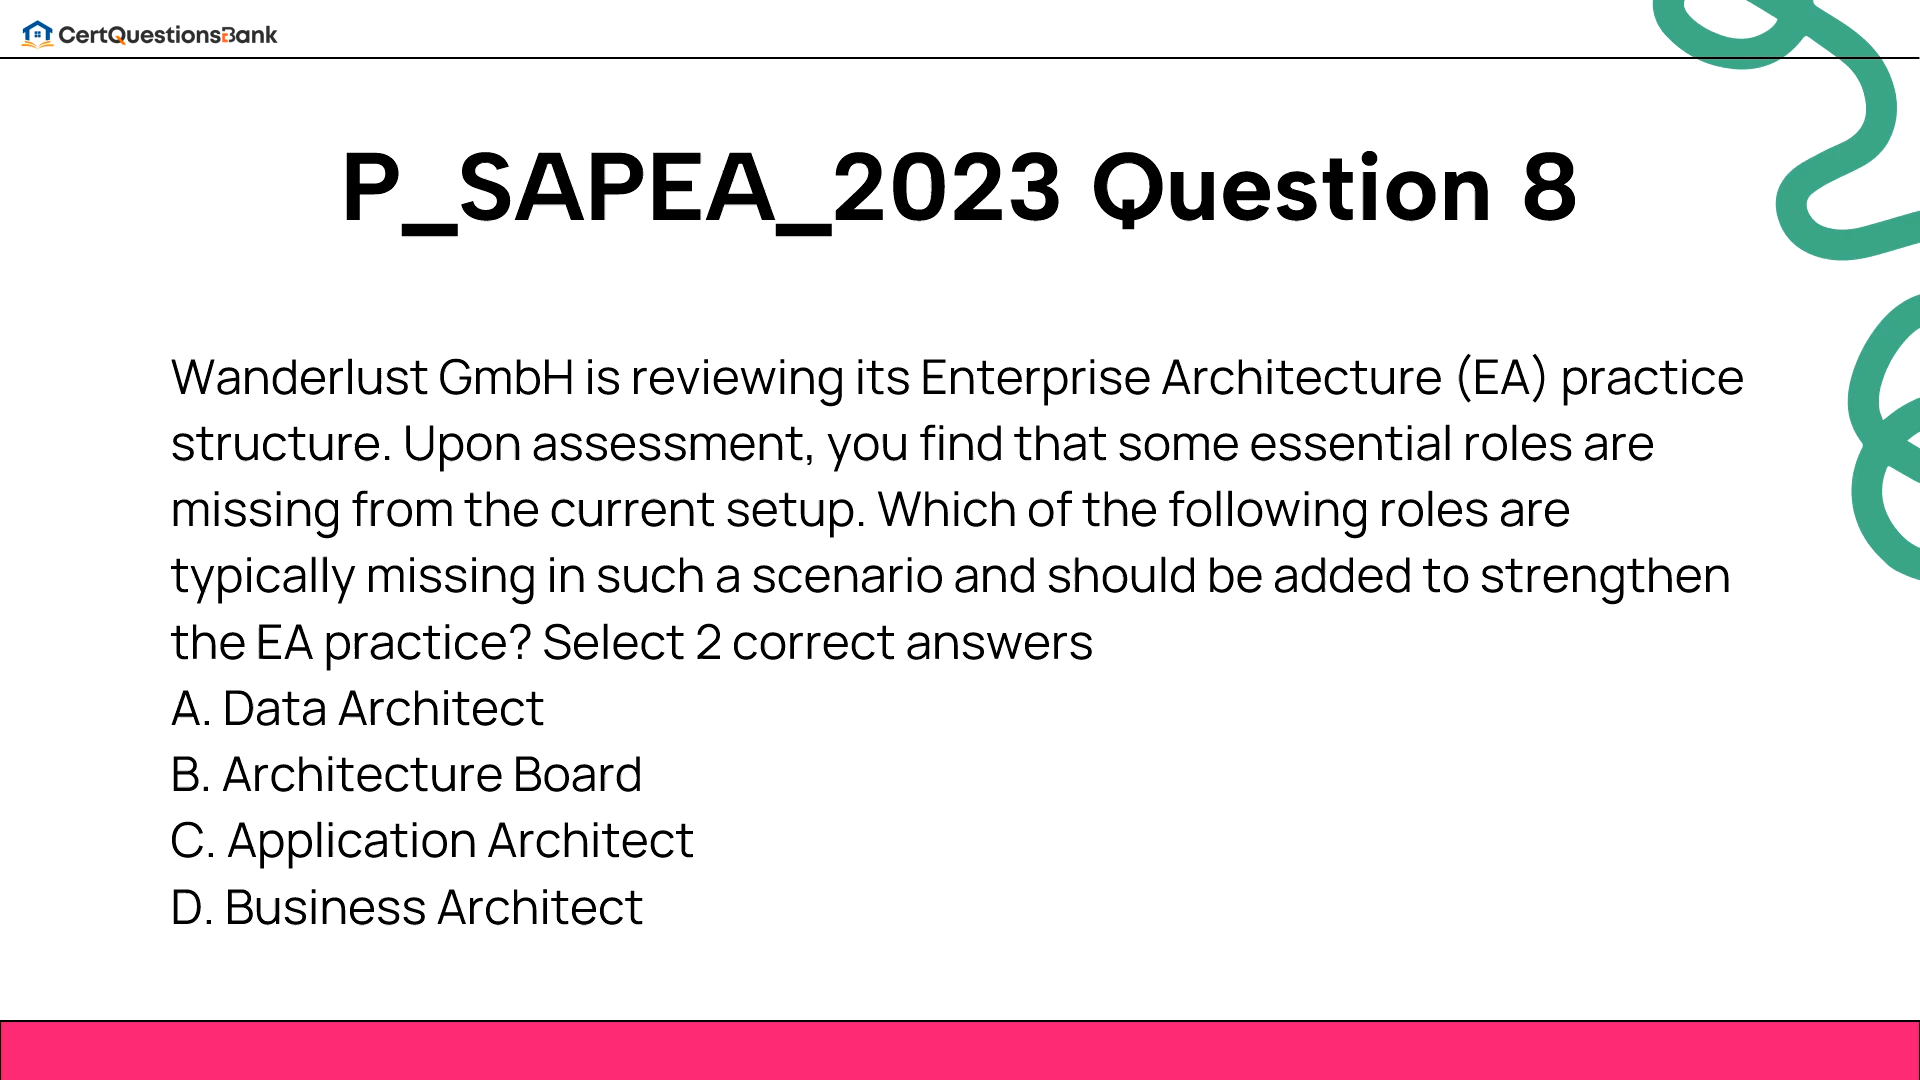 CertQuestionsBank
P_SAPEA_2023 Question 8
Wanderlust GmbH is reviewing its Enterprise Architecture (EA) practice
structure. Upon assessment, you find that some essential roles are
missing from the current setup. Which of the following roles are
typically missing in such a scenario and should be added to strengthen
the EA practice? Select 2 correct answers
A. Data Architect
B. Architecture Board
C. Application Architect
D. Business Architect